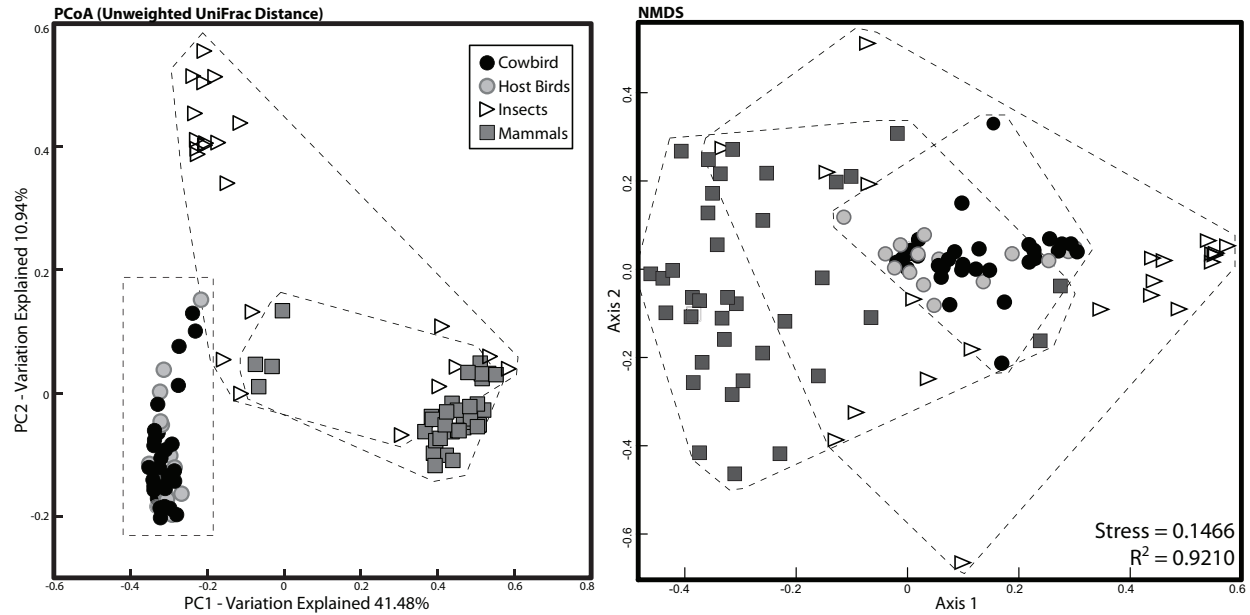 PCoA (Unweighted UniFrac Distance)
0.6
0.4
0.2
0
-0.2
PC2 - Variation Explained 10.94%
-0.6
-0.4
-0.2
0
0.2
0.4
0.6
0.8
PC1 - Variation Explained 41.48%
Cowbird
Host Birds
Insects
Mammals
NMDS
0.4
0.2
0.0
-0.2
-0.4
-0.6
Axis 2
-0.4
-0.2
0
0.2
0.4
0.6
Axis 1
Stress = 0.1466
R² = 0.9210